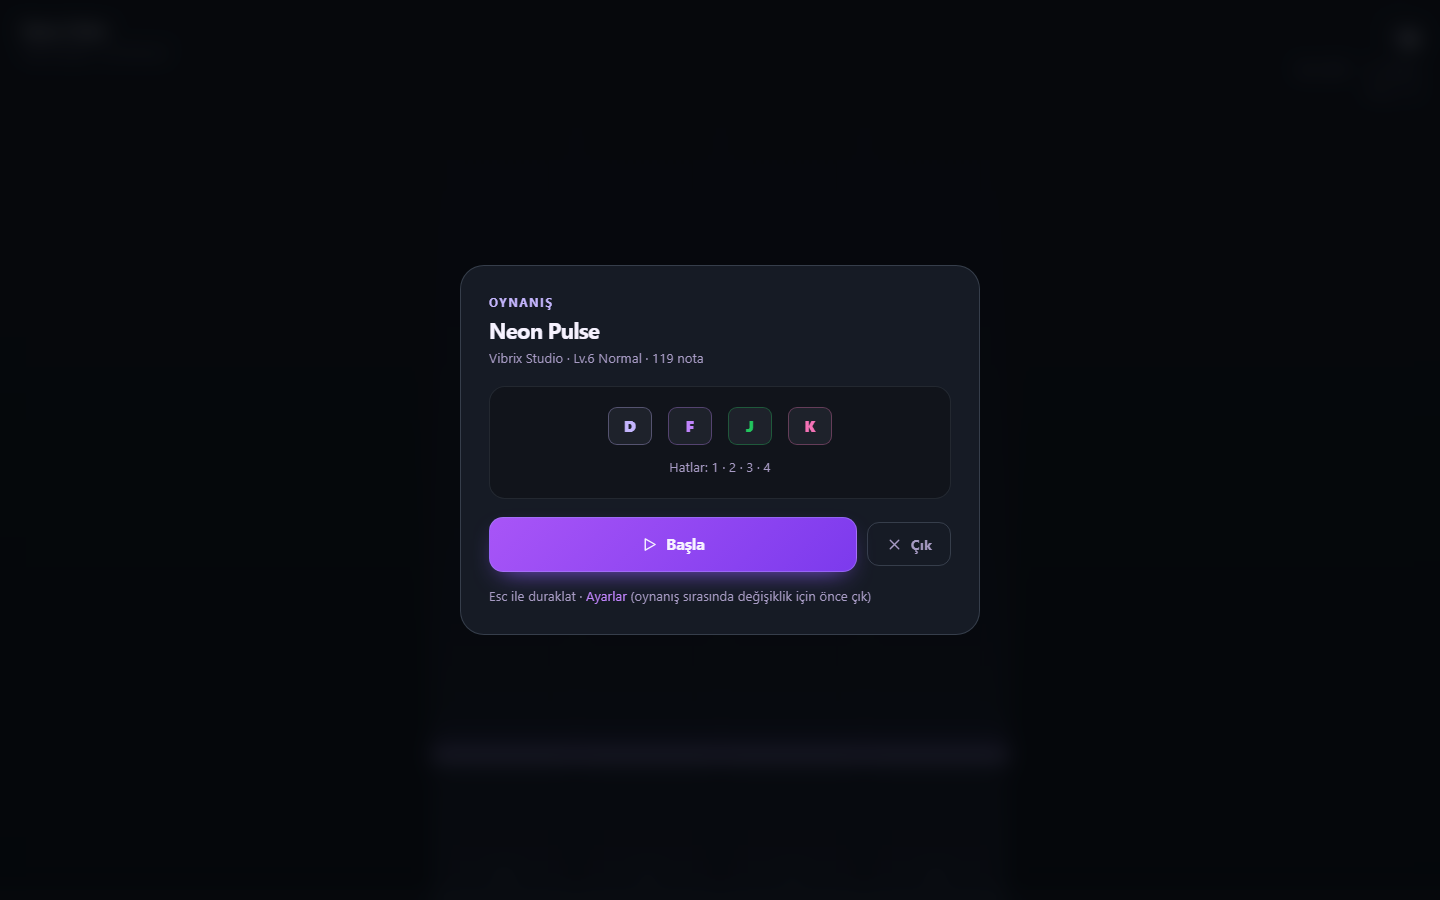 OYNANIŞ
Neon Pulse
Vibrix Studio · Lv.6 Normal · 119 nota
D F J K
Hatlar: 1 · 2 · 3 · 4
Başla
Çık
Esc ile duraklat · Ayarlar (oynanış sırasında değişiklik için önce çık)